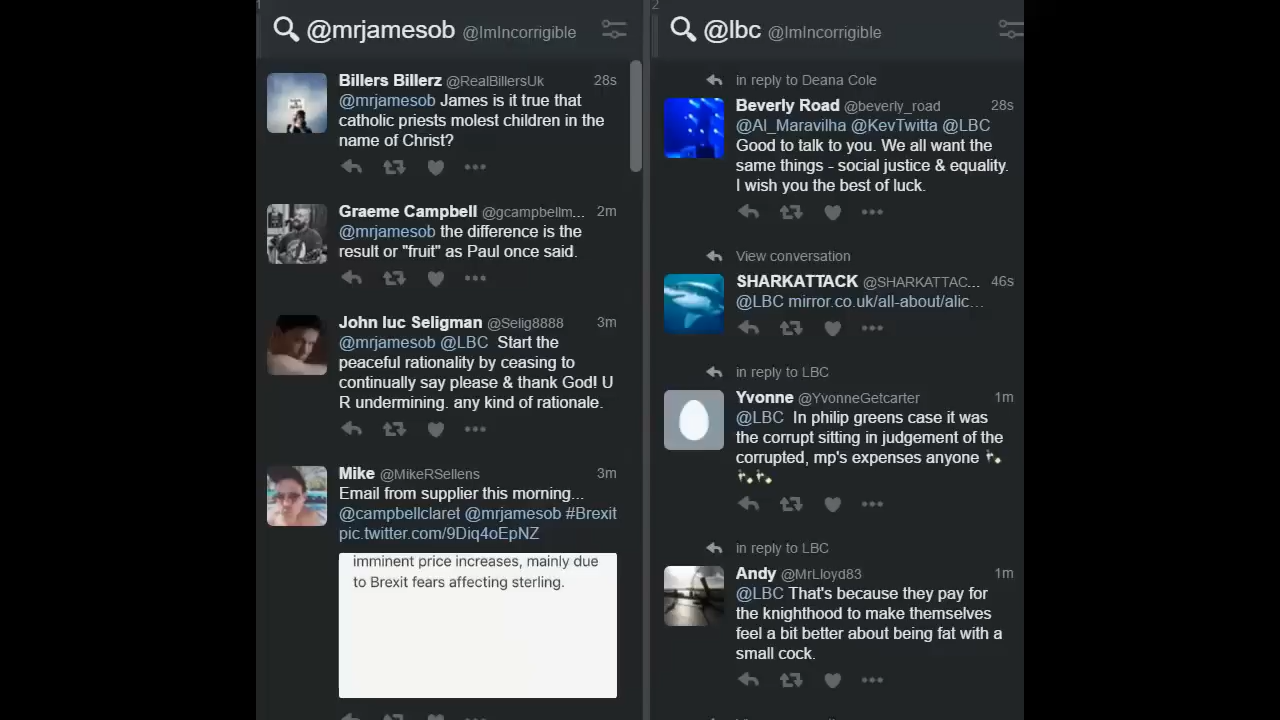 1
@mrjamesob @ImIncorrigible
Billers Billerz @RealBillersUk 28s
@mrjamesob James is it true that
catholic priests molest children in the
name of Christ?
Graeme Campbell @gcampbellm... 2m
@mrjamesob the difference is the
result or "fruit" as Paul once said.
John luc Seligman @Selig8888 3m
@mrjamesob @LBC Start the
peaceful rationality by ceasing to
continually say please & thank God! U
R undermining. any kind of rationale.
Mike @MikeRSellens 3m
Email from supplier this morning...
@campbellclaret @mrjamesob #Brexit
pic.twitter.com/9Diq4oEpNZ
imminent price increases, mainly due
to Brexit fears affecting sterling.
2
@lbc @ImIncorrigible
in reply to Deana Cole
Beverly Road @beverly_road 28s
@Al_Maravilha @KevTwitta @LBC
Good to talk to you. We all want the
same things - social justice & equality.
I wish you the best of luck.
View conversation
SHARKATTACK @SHARKATTAC... 46s
@LBC mirror.co.uk/all-about/alic...
in reply to LBC
Yvonne @YvonneGetcarter 1m
@LBC In philip greens case it was
the corrupt sitting in judgement of the
corrupted, mp's expenses anyone
in reply to LBC
Andy @MrLloyd83 1m
@LBC That's because they pay for
the knighthood to make themselves
feel a bit better about being fat with a
small cock.